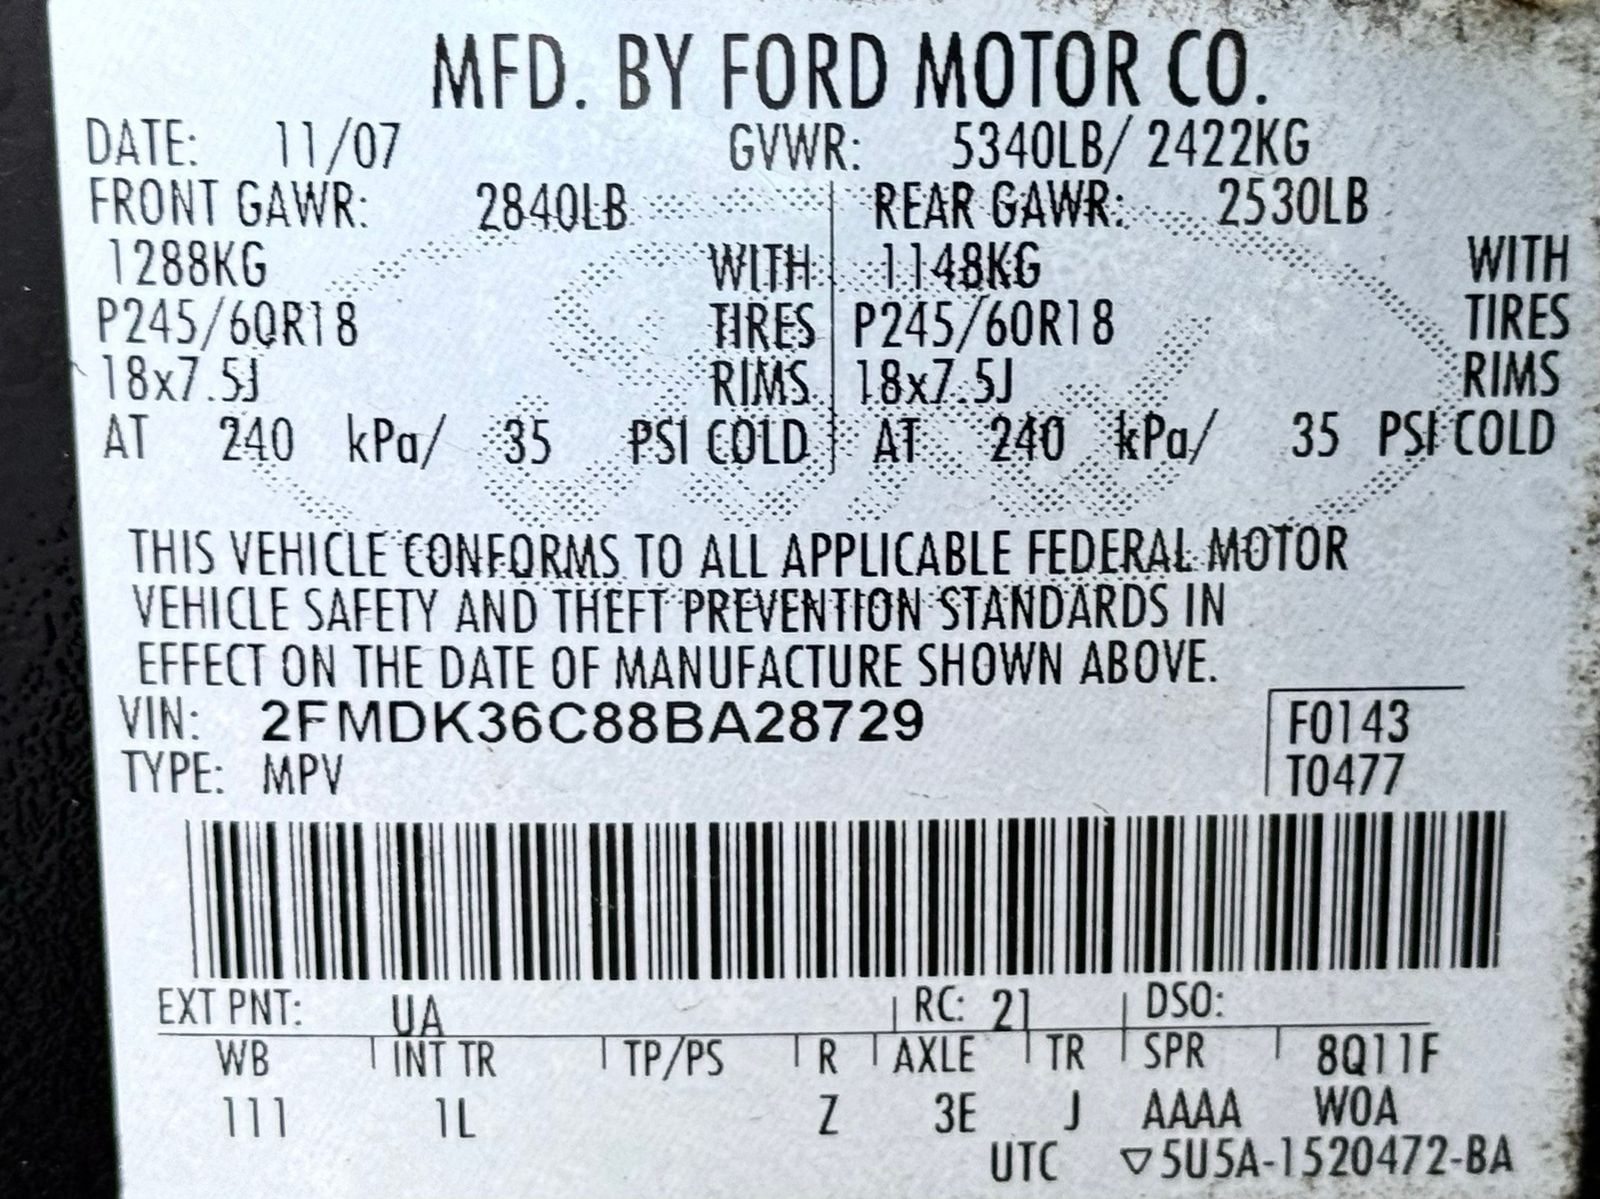 MFD. BY FORD MOTOR CO.
DATE: 11/07 GVWR: 5340LB/ 2422KG
FRONT GAWR: 2840LB REAR GAWR: 2530LB
1288KG WITH 1148KG WITH
P245/60R18 TIRES P245/60R18 TIRES
18x7.5J RIMS 18x7.5J RIMS
AT 240 kPa/ 35 PSI COLD AT 240 kPa/ 35 PSI COLD
THIS VEHICLE CONFORMS TO ALL APPLICABLE FEDERAL MOTOR
VEHICLE SAFETY AND THEFT PREVENTION STANDARDS IN
EFFECT ON THE DATE OF MANUFACTURE SHOWN ABOVE.
VIN: 2FMDK36C88BA28729 F0143
TYPE: MPV T0477
EXT PNT: UA RC: 21 DSO:
WB INT TR TP/PS R AXLE TR SPR 8Q11F
111 1L Z 3E J AAAA W0A
UTC ▽5U5A-1520472-BA